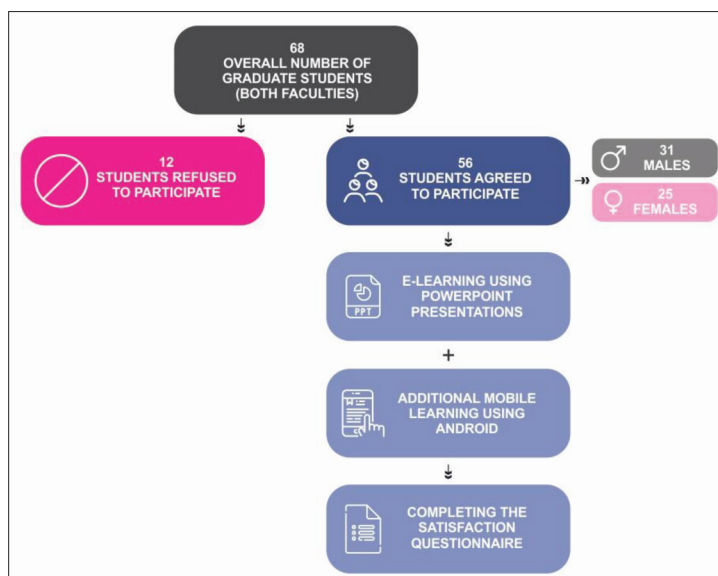 68
OVERALL NUMBER OF
GRADUATE STUDENTS
(BOTH FACULTIES)
12
STUDENTS REFUSED
TO PARTICIPATE
56
STUDENTS AGREED
TO PARTICIPATE
31
MALES
25
FEMALES
PPT
E-LEARNING USING
POWERPOINT
PRESENTATIONS
+
ADDITIONAL MOBILE
LEARNING USING
ANDROID
COMPLETING THE
SATISFACTION
QUESTIONNAIRE